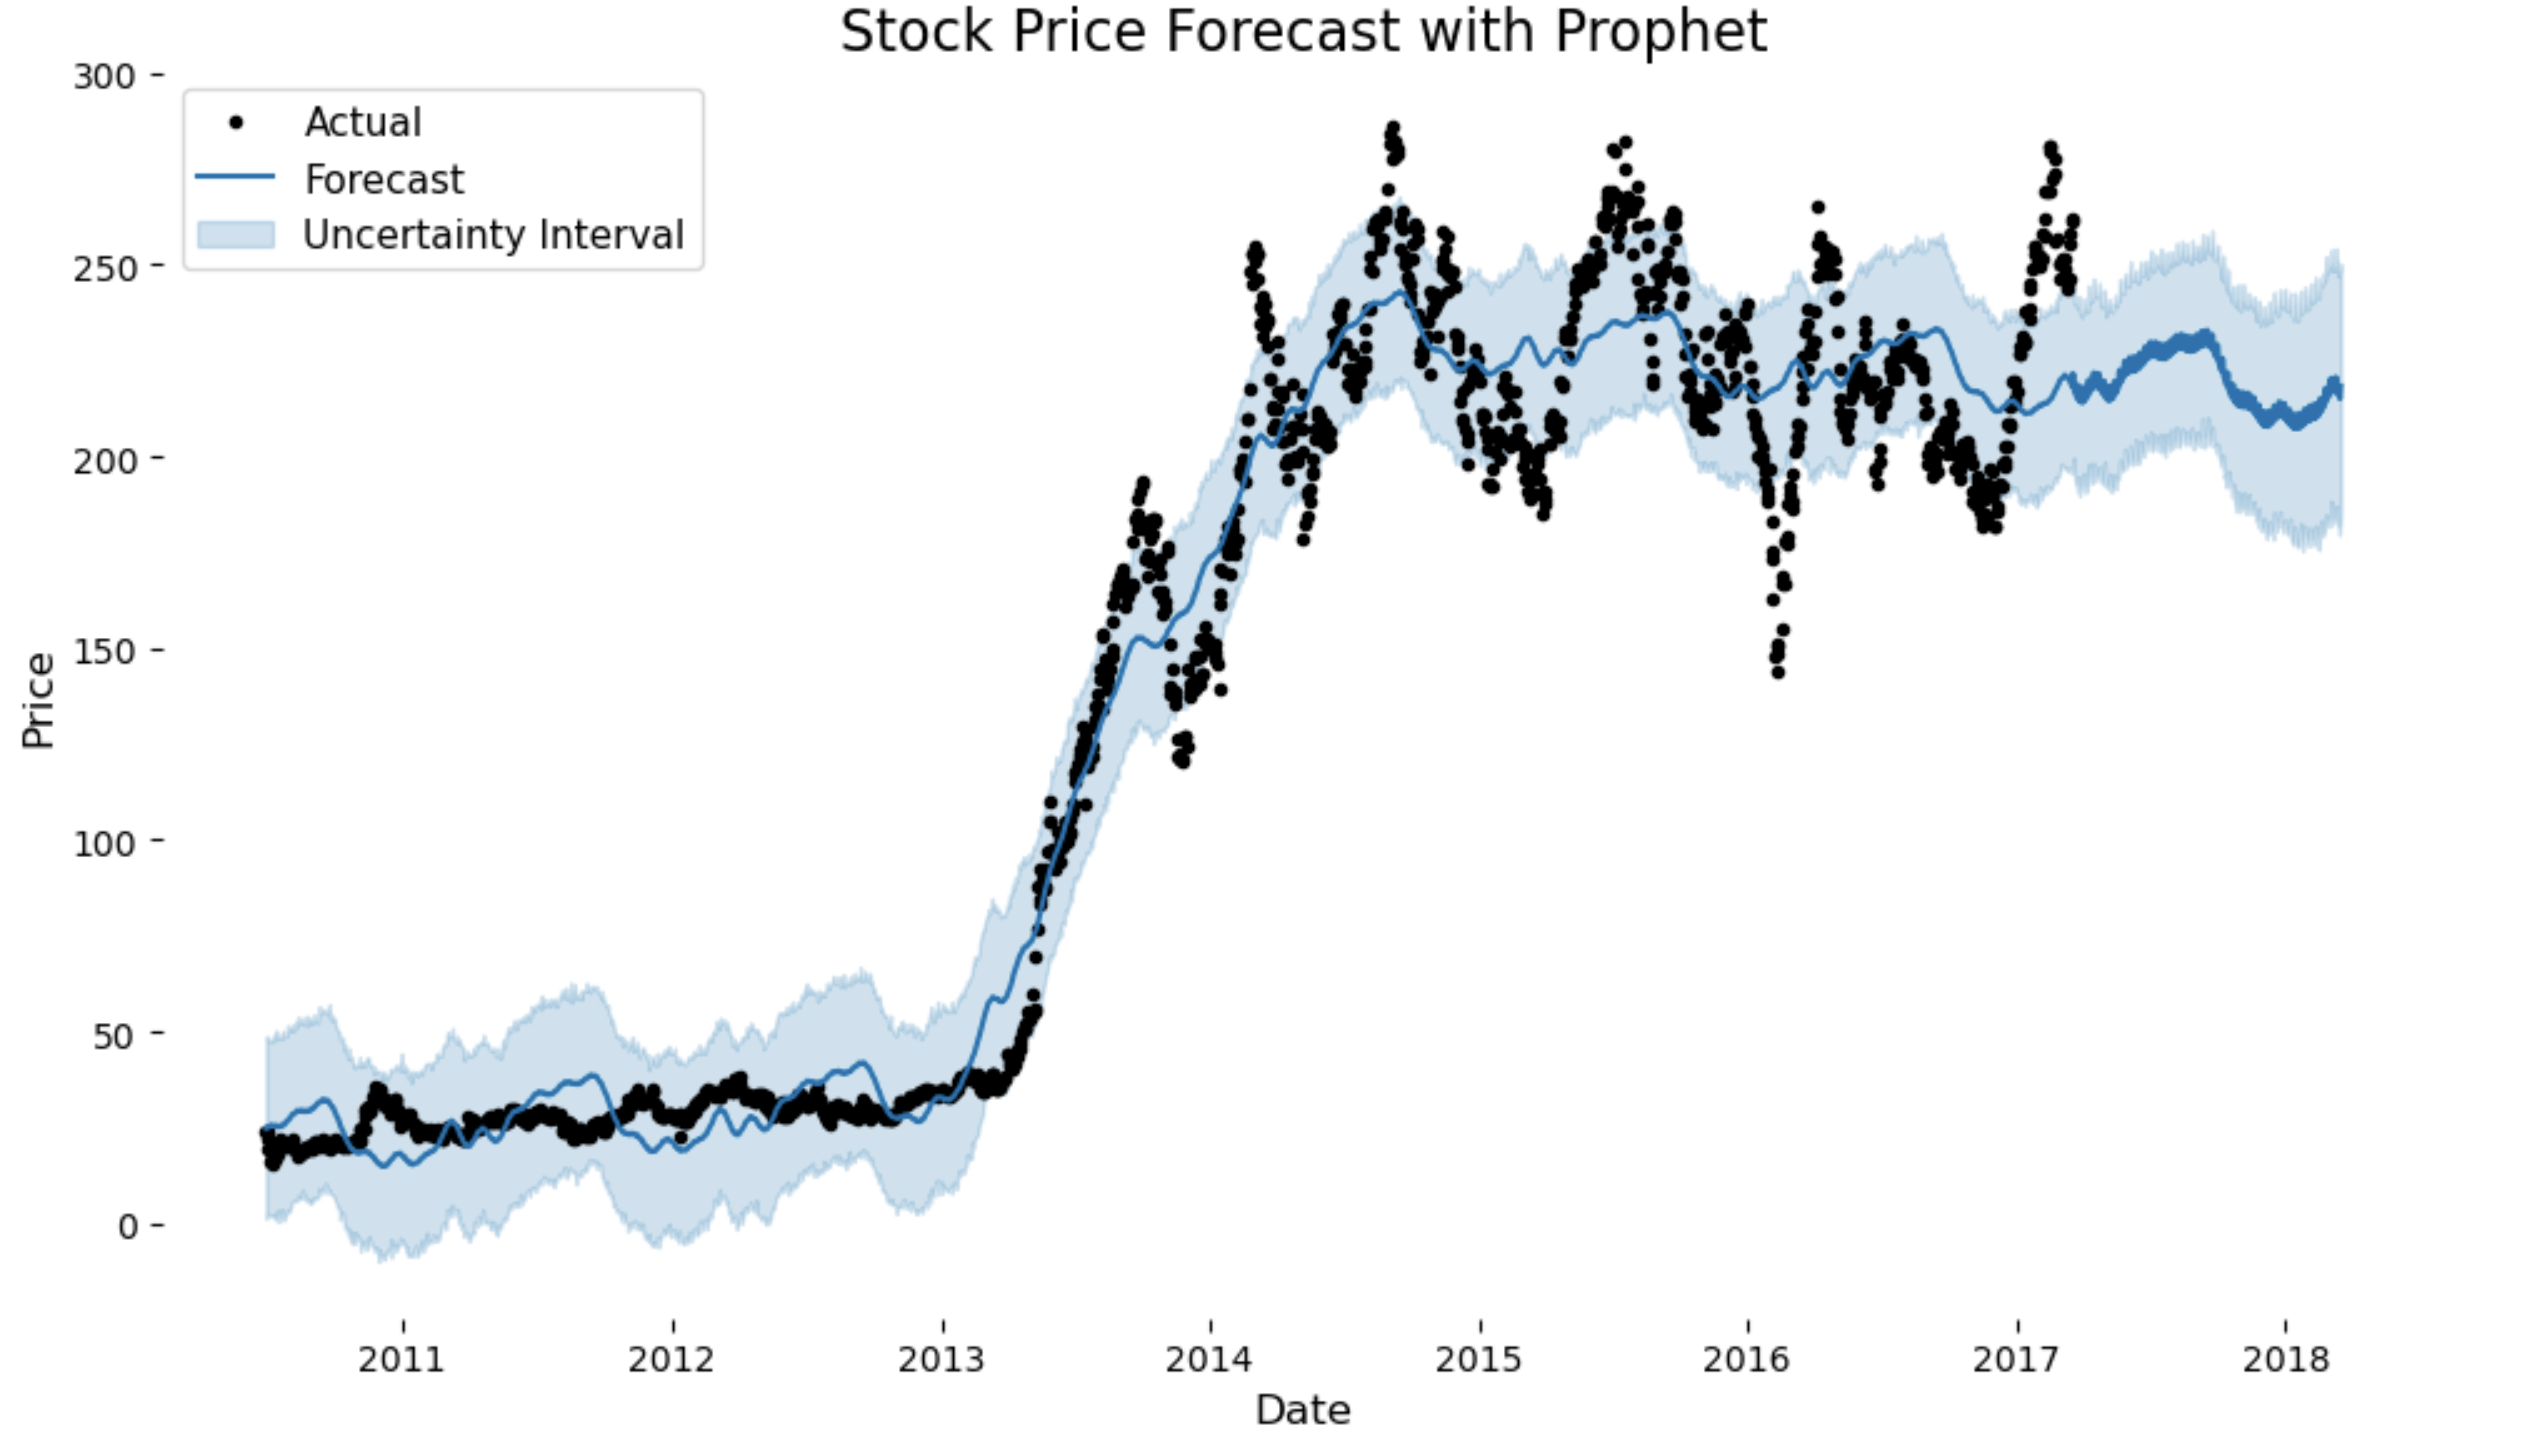 Stock Price Forecast with Prophet
300
Actual
Forecast
Uncertainty Interval
250
200
150
100
50
0
Price
2011 2012 2013 2014 2015 2016 2017 2018
Date